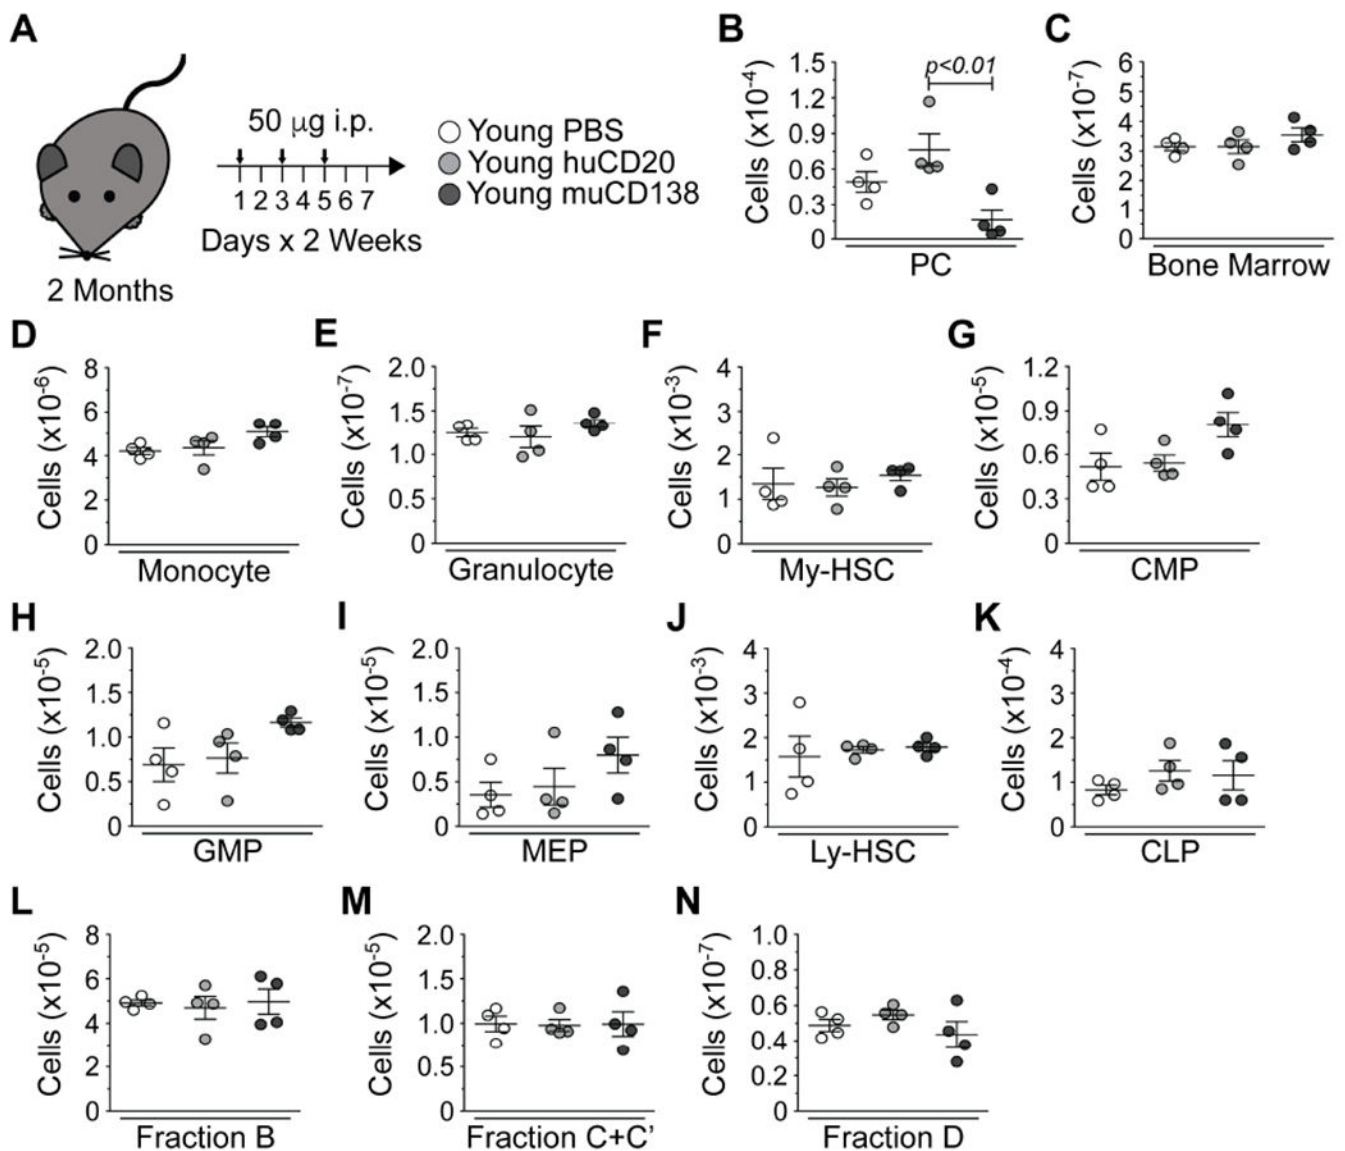 A
50 µg i.p.
1 2 3 4 5 6 7
Days x 2 Weeks
2 Months
Young PBS
Young huCD20
Young muCD138
B
Cells (x10-4)
1.5
1.2
0.9
0.6
0.3
0
p<0.01
PC
C
Cells (x10-7)
6
5
4
3
2
1
0
Bone Marrow
D
Cells (x10-6)
8
6
4
2
0
Monocyte
E
Cells (x10-7)
2.0
1.5
1.0
0.5
0
Granulocyte
F
Cells (x10-3)
4
3
2
1
0
My-HSC
G
Cells (x10-5)
1.2
0.9
0.6
0.3
0
CMP
H
Cells (x10-5)
2.0
1.5
1.0
0.5
0
GMP
I
Cells (x10-5)
2.0
1.5
1.0
0.5
0
MEP
J
Cells (x10-3)
4
3
2
1
0
Ly-HSC
K
Cells (x10-4)
4
3
2
1
0
CLP
L
Cells (x10-5)
8
6
4
2
0
Fraction B
M
Cells (x10-5)
2.0
1.5
1.0
0.5
0
Fraction C+C’
N
Cells (x10-7)
1.0
0.8
0.6
0.4
0.2
0
Fraction D